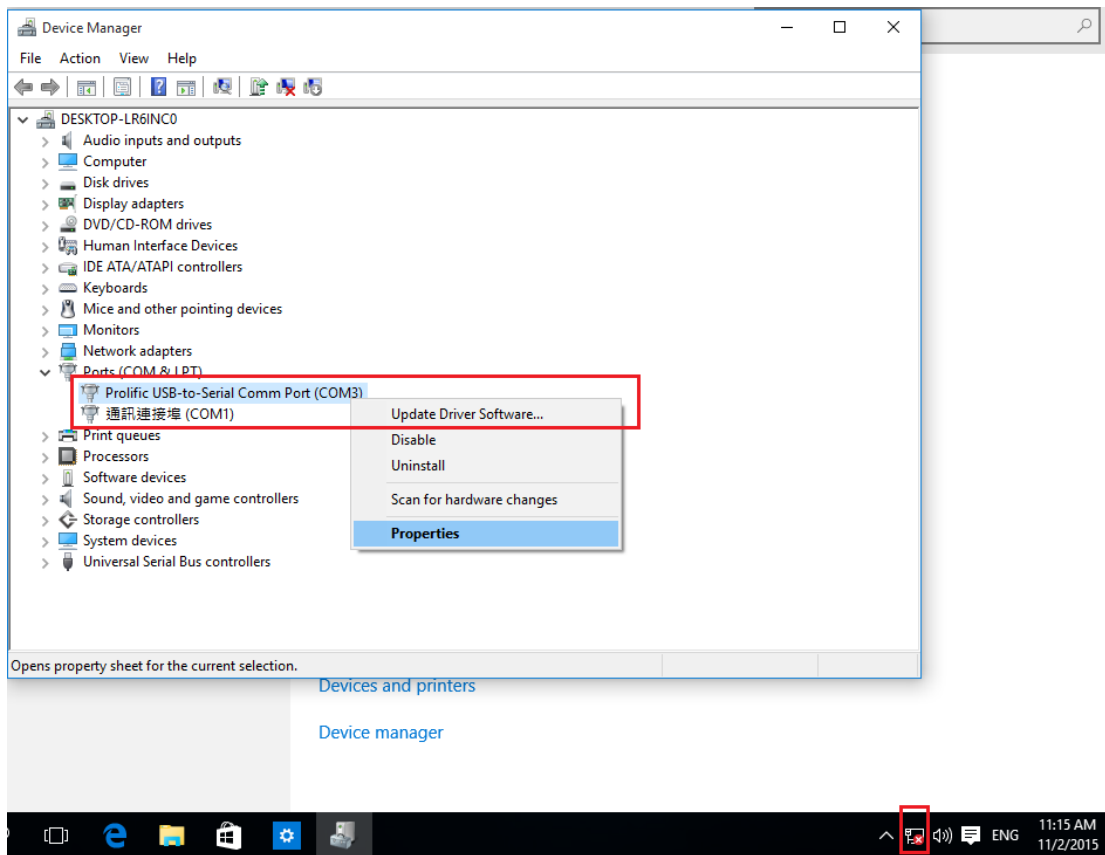 Device Manager
File Action View Help
DESKTOP-LR6INC0
Audio inputs and outputs
Computer
Disk drives
Display adapters
DVD/CD-ROM drives
Human Interface Devices
IDE ATA/ATAPI controllers
Keyboards
Mice and other pointing devices
Monitors
Network adapters
Ports (COM & LPT)
Prolific USB-to-Serial Comm Port (COM3)
通訊連接埠 (COM1)
Print queues
Processors
Software devices
Sound, video and game controllers
Storage controllers
System devices
Universal Serial Bus controllers
Update Driver Software...
Disable
Uninstall
Scan for hardware changes
Properties
Opens property sheet for the current selection.
Devices and printers
Device manager
ENG
11:15 AM
11/2/2015